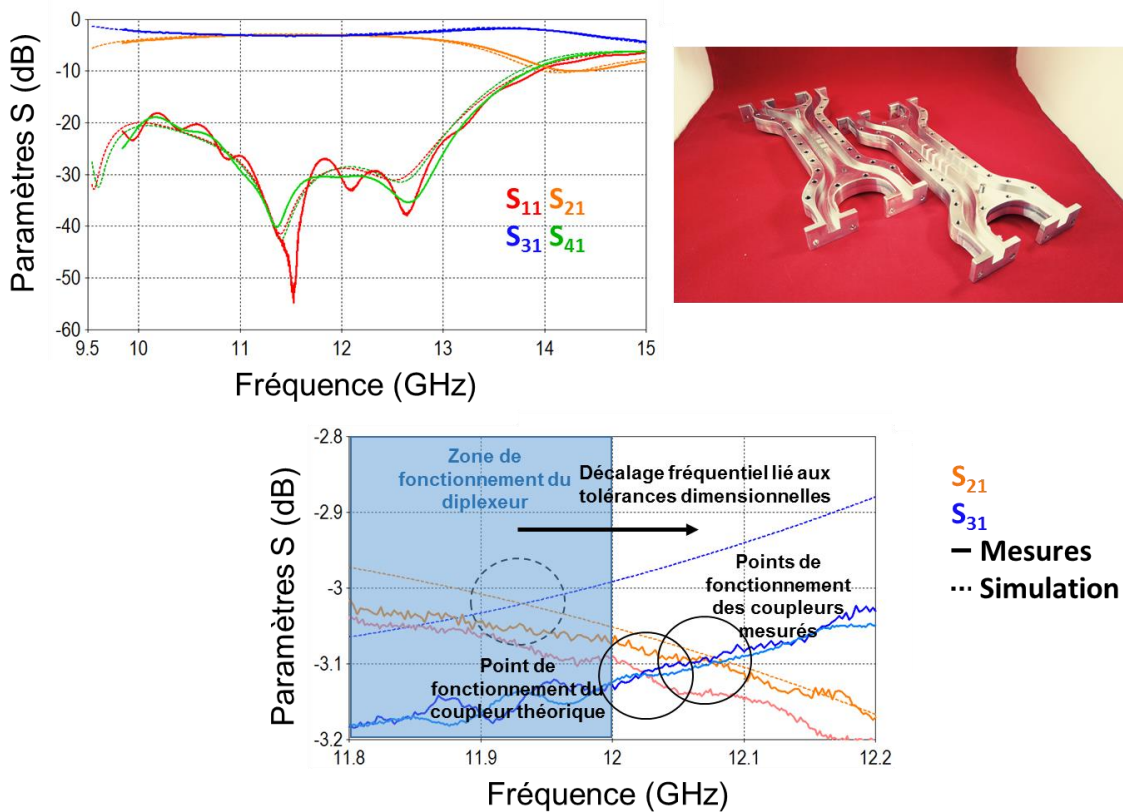 Paramètres S (dB)
0
-10
-20
-30
-40
-50
-60
9.5
10
11
12
13
14
15
Fréquence (GHz)
S11 S21
S31 S41
Paramètres S (dB)
-2.8
-2.9
-3
-3.1
-3.2
11.8
11.9
12
12.1
12.2
Fréquence (GHz)
Zone de
fonctionnement du
diplexeur
Décalage fréquentiel lié aux
tolérances dimensionnelles
Points de
fonctionnement
des coupleurs
mesurés
Point de
fonctionnement du
coupleur théorique
S21
S31
Mesures
Simulation